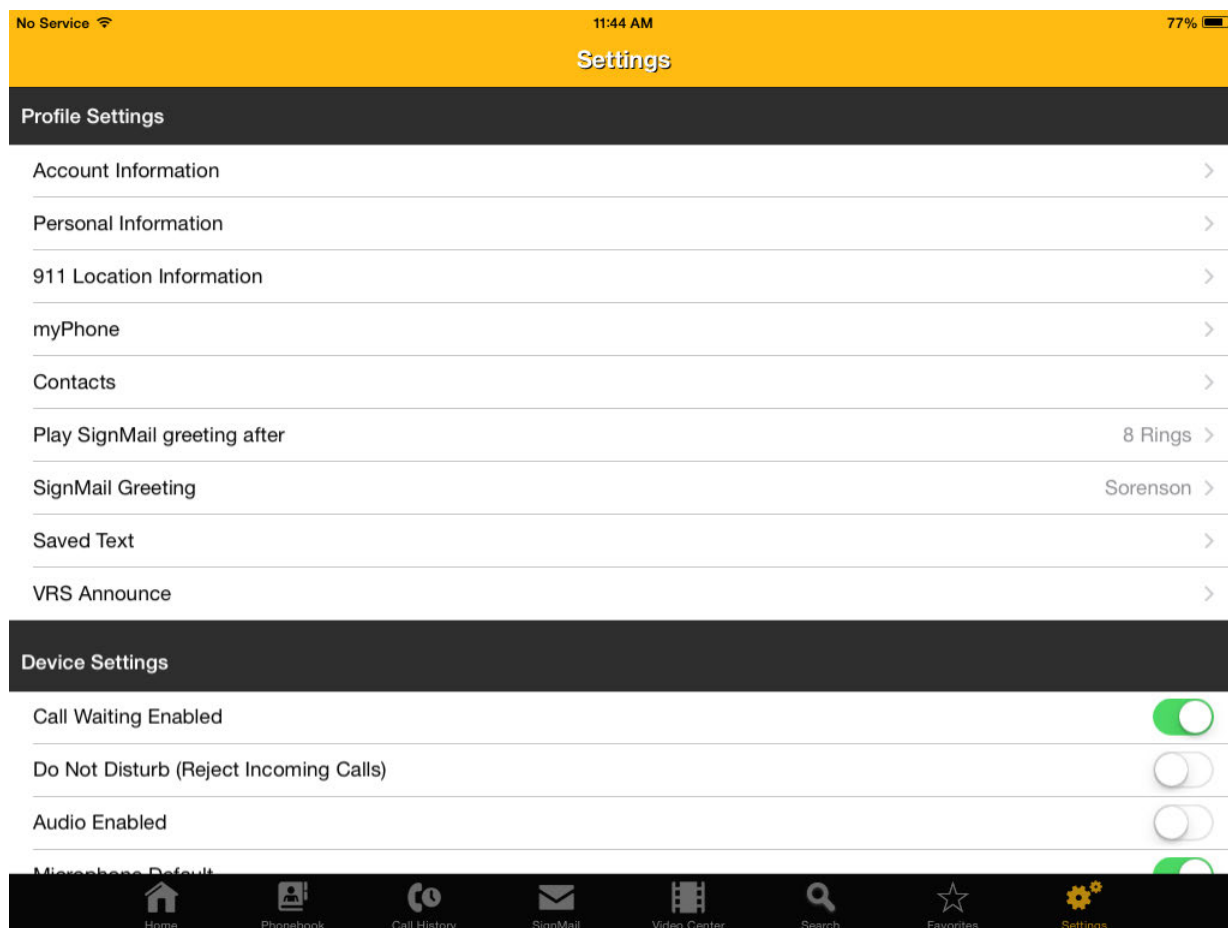 No Service 11:44 AM 77%
Settings
Profile Settings
Account Information
Personal Information
911 Location Information
myPhone
Contacts
Play SignMail greeting after 8 Rings
SignMail Greeting Sorenson
Saved Text
VRS Announce
Device Settings
Call Waiting Enabled
Do Not Disturb (Reject Incoming Calls)
Audio Enabled
Microphone Default
Home Phonebook Call History SignMail Video Center Search Favorites Settings